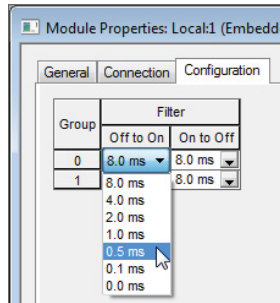 Module Properties: Local:1 (Embedd
General Connection Configuration
Group Filter
Off to On On to Off
0 8.0 ms 8.0 ms
1 8.0 ms
8.0 ms
4.0 ms
2.0 ms
1.0 ms
0.5 ms
0.1 ms
0.0 ms